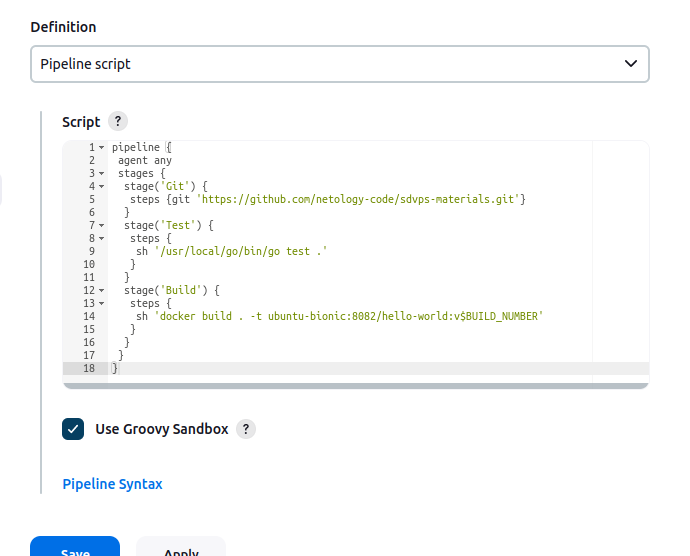 Definition
Pipeline script
Script ?
1 pipeline {
2 agent any
3 stages {
4 stage('Git') {
5 steps {git 'https://github.com/netology-code/sdvps-materials.git'}
6 }
7 stage('Test') {
8 steps {
9 sh '/usr/local/go/bin/go test .'
10 }
11 }
12 stage('Build') {
13 steps {
14 sh 'docker build . -t ubuntu-bionic:8082/hello-world:v$BUILD_NUMBER'
15 }
16 }
17 }
18 }
Use Groovy Sandbox ?
Pipeline Syntax
Save Apply